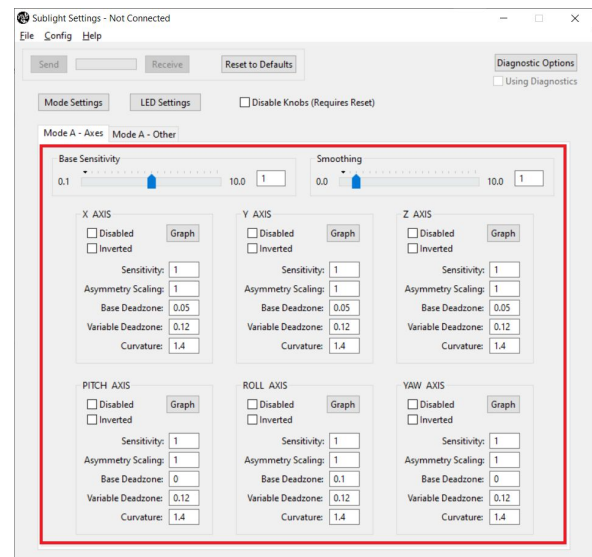 Sublight Settings - Not Connected
File Config Help
Send Receive Reset to Defaults Diagnostic Options
Using Diagnostics
Mode Settings LED Settings Disable Knobs (Requires Reset)
Mode A - Axes Mode A - Other
Base Sensitivity Smoothing
0.1 10.0 1 0.0 10.0 1
X AXIS Y AXIS Z AXIS
Disabled Graph Disabled Graph Disabled Graph
Inverted Inverted Inverted
Sensitivity: 1 Sensitivity: 1 Sensitivity: 1
Asymmetry Scaling: 1 Asymmetry Scaling: 1 Asymmetry Scaling: 1
Base Deadzone: 0.05 Base Deadzone: 0.05 Base Deadzone: 0.05
Variable Deadzone: 0.12 Variable Deadzone: 0.12 Variable Deadzone: 0.12
Curvature: 1.4 Curvature: 1.4 Curvature: 1.4
PITCH AXIS ROLL AXIS YAW AXIS
Disabled Graph Disabled Graph Disabled Graph
Inverted Inverted Inverted
Sensitivity: 1 Sensitivity: 1 Sensitivity: 1
Asymmetry Scaling: 1 Asymmetry Scaling: 1 Asymmetry Scaling: 1
Base Deadzone: 0 Base Deadzone: 0.1 Base Deadzone: 0
Variable Deadzone: 0.12 Variable Deadzone: 0.12 Variable Deadzone: 0.12
Curvature: 1.4 Curvature: 1.4 Curvature: 1.4